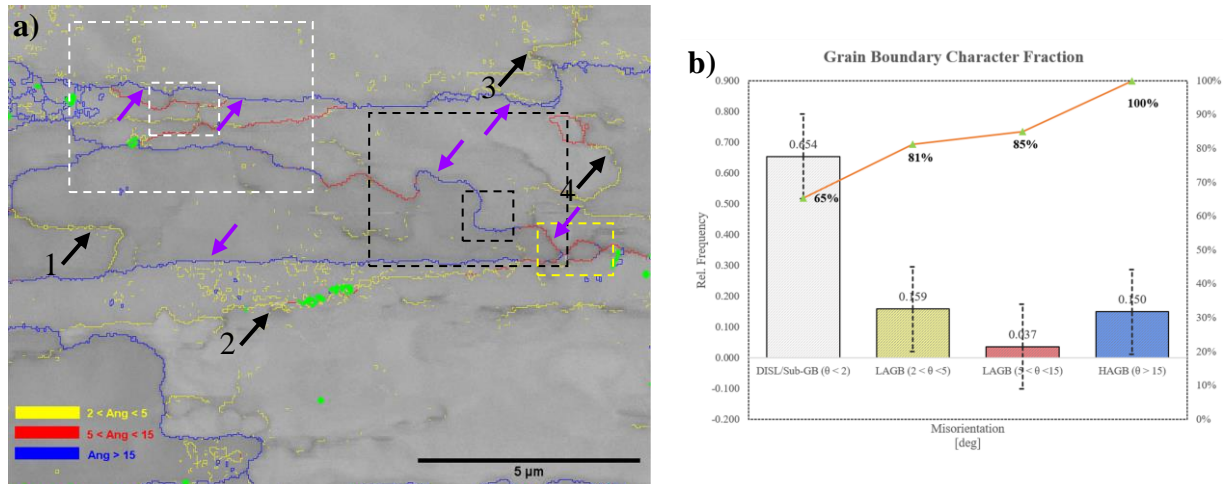 a)
3
4
1
2
2 < Ang < 5
5 < Ang < 15
Ang > 15
5 µm
b)
Grain Boundary Character Fraction
0.900
0.800
0.700
0.600
0.500
0.400
0.300
0.200
0.100
0.000
-0.100
-0.200
Rel. Frequency
0.654
0.159
0.037
0.150
65%
81%
85%
100%
DISL/Sub-GB (θ < 2)
LAGB (2 < θ <5)
LAGB (5 < θ <15)
HAGB (θ > 15)
Misorientation
[deg]
100%
90%
80%
70%
60%
50%
40%
30%
20%
10%
0%